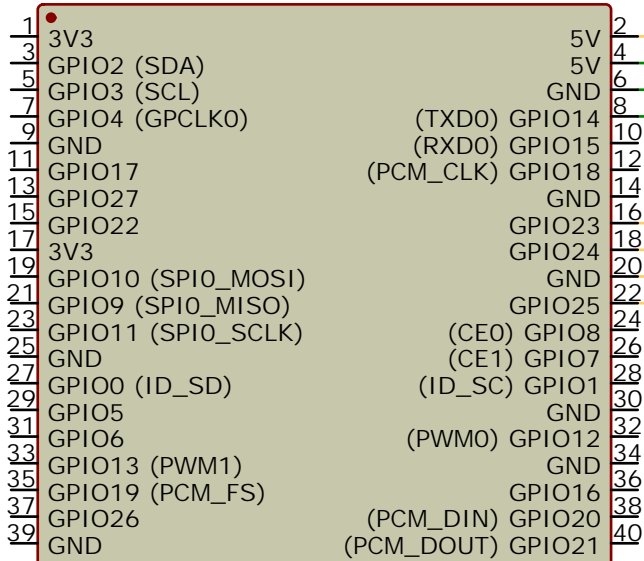 1 3V3 5V 2
3 GPIO2 (SDA) 5V 4
5 GPIO3 (SCL) GND 6
7 GPIO4 (GPCLK0) (TXD0) GPIO14 8
9 GND (RXD0) GPIO15 10
11 GPIO17 (PCM_CLK) GPIO18 12
13 GPIO27 GND 14
15 GPIO22 GPIO23 16
17 3V3 GPIO24 18
19 GPIO10 (SPI0_MOSI) GND 20
21 GPIO9 (SPI0_MISO) GPIO25 22
23 GPIO11 (SPI0_SCLK) (CE0) GPIO8 24
25 GND (CE1) GPIO7 26
27 GPIO0 (ID_SD) (ID_SC) GPIO1 28
29 GPIO5 GND 30
31 GPIO6 (PWM0) GPIO12 32
33 GPIO13 (PWM1) GND 34
35 GPIO19 (PCM_FS) GPIO16 36
37 GPIO26 (PCM_DIN) GPIO20 38
39 GND (PCM_DOUT) GPIO21 40